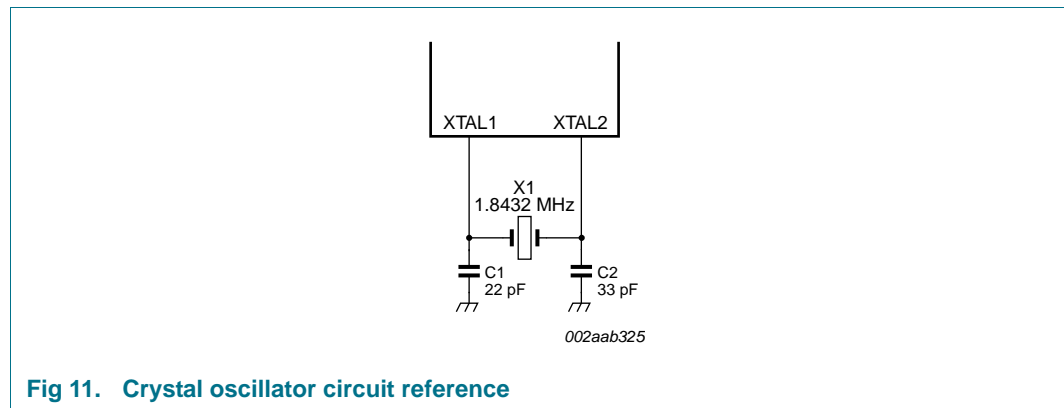 XTAL1 XTAL2
X1
1.8432 MHz
C1
22 pF
C2
33 pF
002aab325
Fig 11. Crystal oscillator circuit reference